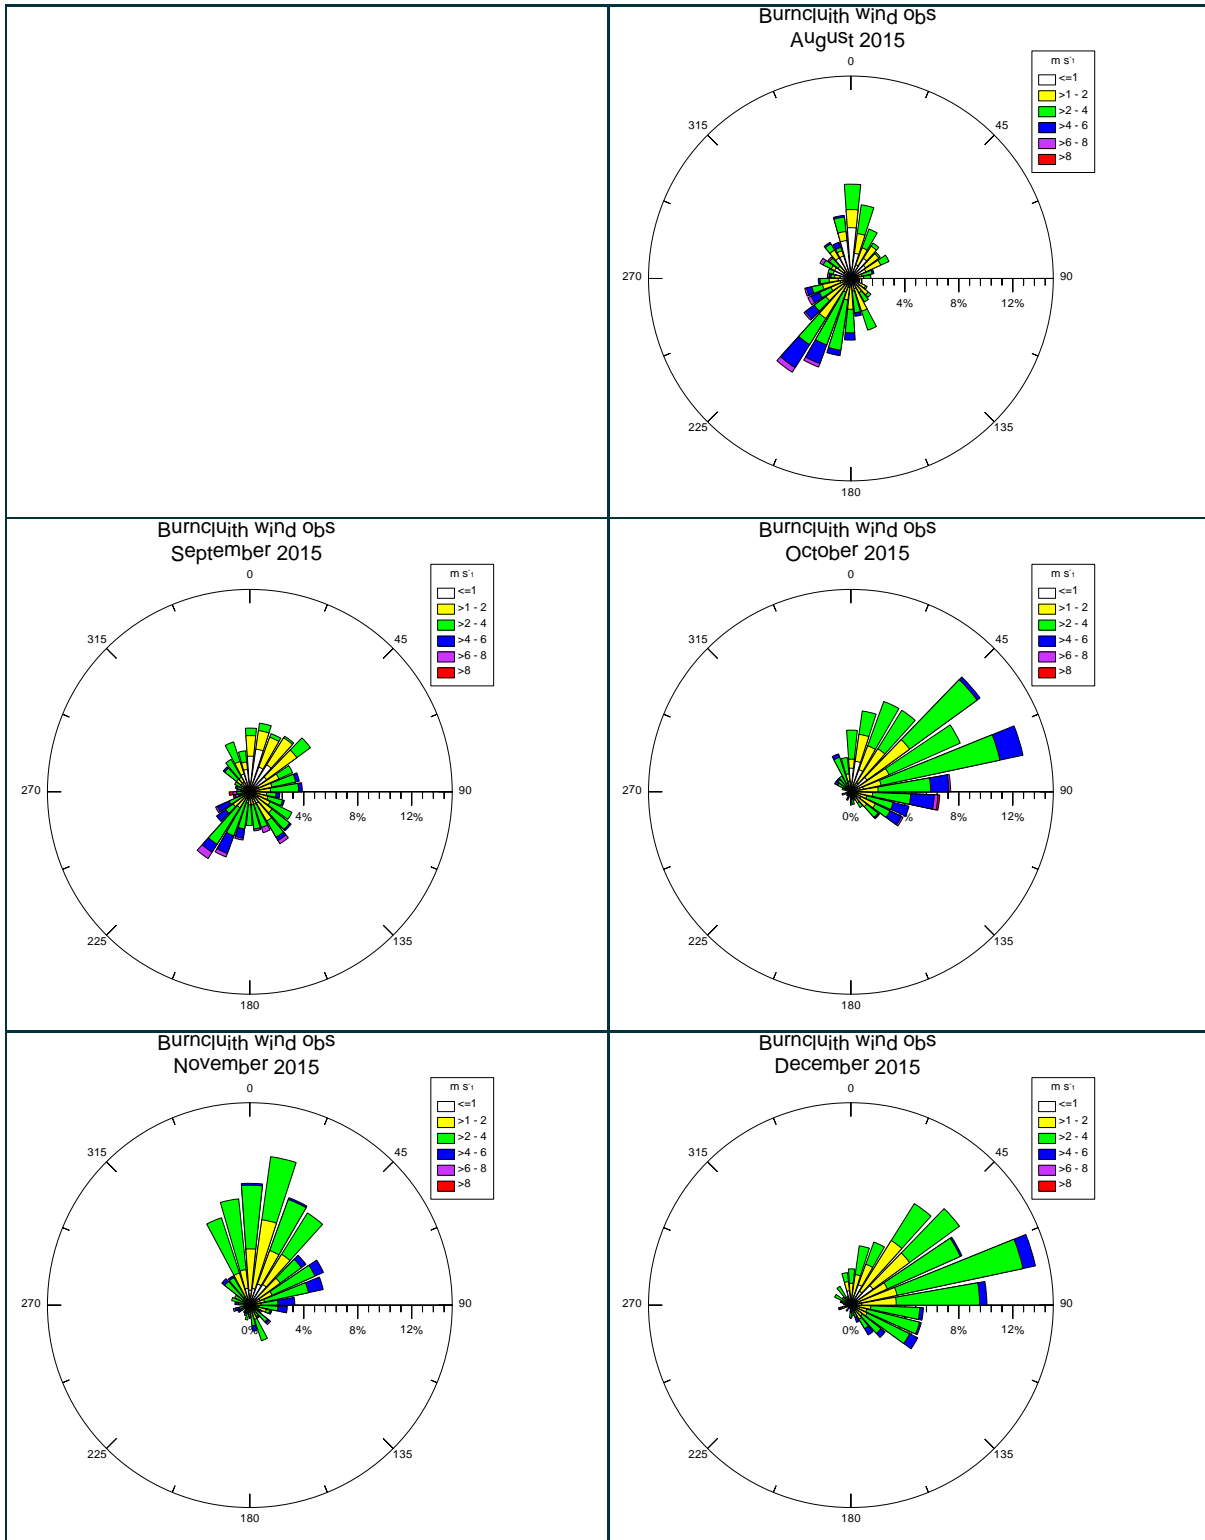 Burncluith wind obs
August 2015
m s-1
<=1
>1 - 2
>2 - 4
>4 - 6
>6 - 8
>8
0
315
45
270
90
4%
8%
12%
225
135
180
Burncluith wind obs
September 2015
m s-1
<=1
>1 - 2
>2 - 4
>4 - 6
>6 - 8
>8
0
315
45
270
90
4%
8%
12%
225
135
180
Burncluith wind obs
October 2015
m s-1
<=1
>1 - 2
>2 - 4
>4 - 6
>6 - 8
>8
0
315
45
270
90
0%
4%
8%
12%
225
135
180
Burncluith wind obs
November 2015
m s-1
<=1
>1 - 2
>2 - 4
>4 - 6
>6 - 8
>8
0
315
45
270
90
0%
4%
8%
12%
225
135
180
Burncluith wind obs
December 2015
m s-1
<=1
>1 - 2
>2 - 4
>4 - 6
>6 - 8
>8
0
315
45
270
90
0%
8%
12%
225
135
180